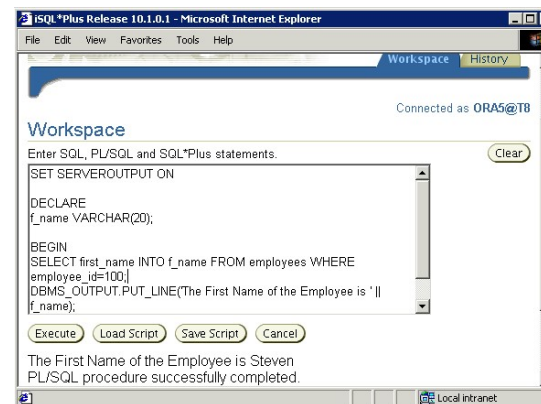 iSQL*Plus Release 10.1.0.1 - Microsoft Internet Explorer
File Edit View Favorites Tools Help
Workspace History
Connected as ORA5@T8
Workspace
Enter SQL, PL/SQL and SQL*Plus statements. Clear
SET SERVEROUTPUT ON
DECLARE
f_name VARCHAR(20);
BEGIN
SELECT first_name INTO f_name FROM employees WHERE
employee_id=100;
DBMS_OUTPUT.PUT_LINE('The First Name of the Employee is ' ||
f_name);
Execute Load Script Save Script Cancel
The First Name of the Employee is Steven
PL/SQL procedure successfully completed.
Local intranet